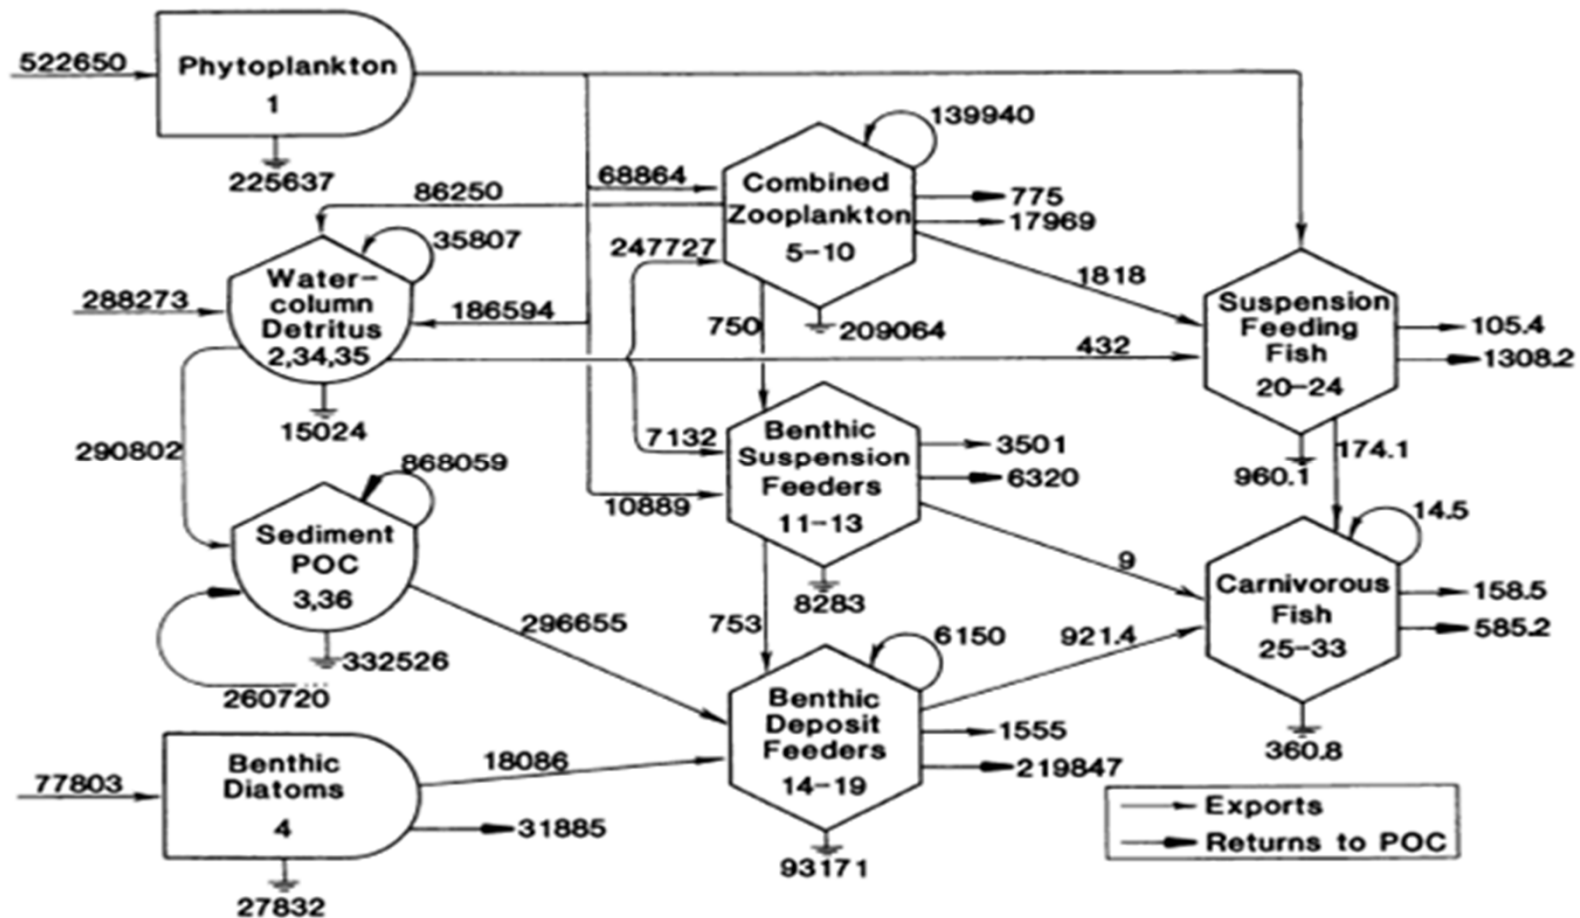 522650
Phytoplankton
1
225637
139940
68864
Combined
Zooplankton
5-10
775
17969
86250
35807
247727
1818
288273
Water-
column
Detritus
2,34,35
186594
750
209064
Suspension
Feeding
Fish
20-24
105.4
1308.2
432
15024
290802
7132
Benthic
Suspension
Feeders
11-13
3501
6320
960.1
174.1
868059
10889
Sediment
POC
3,36
9
14.5
8283
Carnivorous
Fish
25-33
158.5
585.2
296655
753
6150
921.4
332526
260720
Benthic
Deposit
Feeders
14-19
1555
219847
360.8
77803
Benthic
Diatoms
4
18086
31885
93171
27832
Exports
Returns to POC